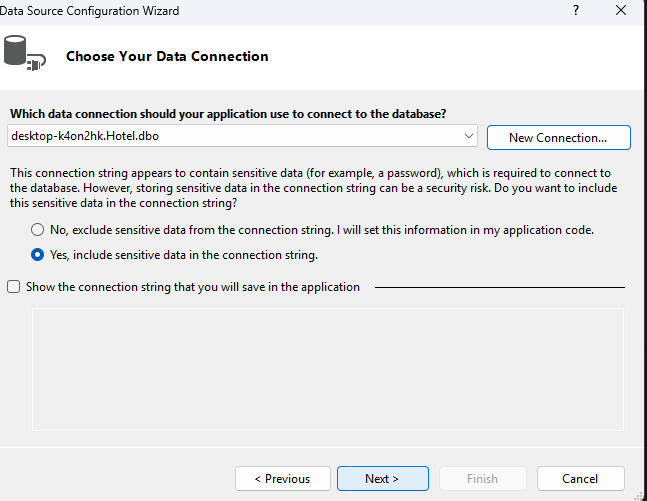 Data Source Configuration Wizard
?
Choose Your Data Connection
Which data connection should your application use to connect to the database?
desktop-k4on2hk.Hotel.dbo
New Connection...
This connection string appears to contain sensitive data (for example, a password), which is required to connect to
the database. However, storing sensitive data in the connection string can be a security risk. Do you want to include
this sensitive data in the connection string?
No, exclude sensitive data from the connection string. I will set this information in my application code.
Yes, include sensitive data in the connection string.
Show the connection string that you will save in the application
< Previous
Next >
Finish
Cancel